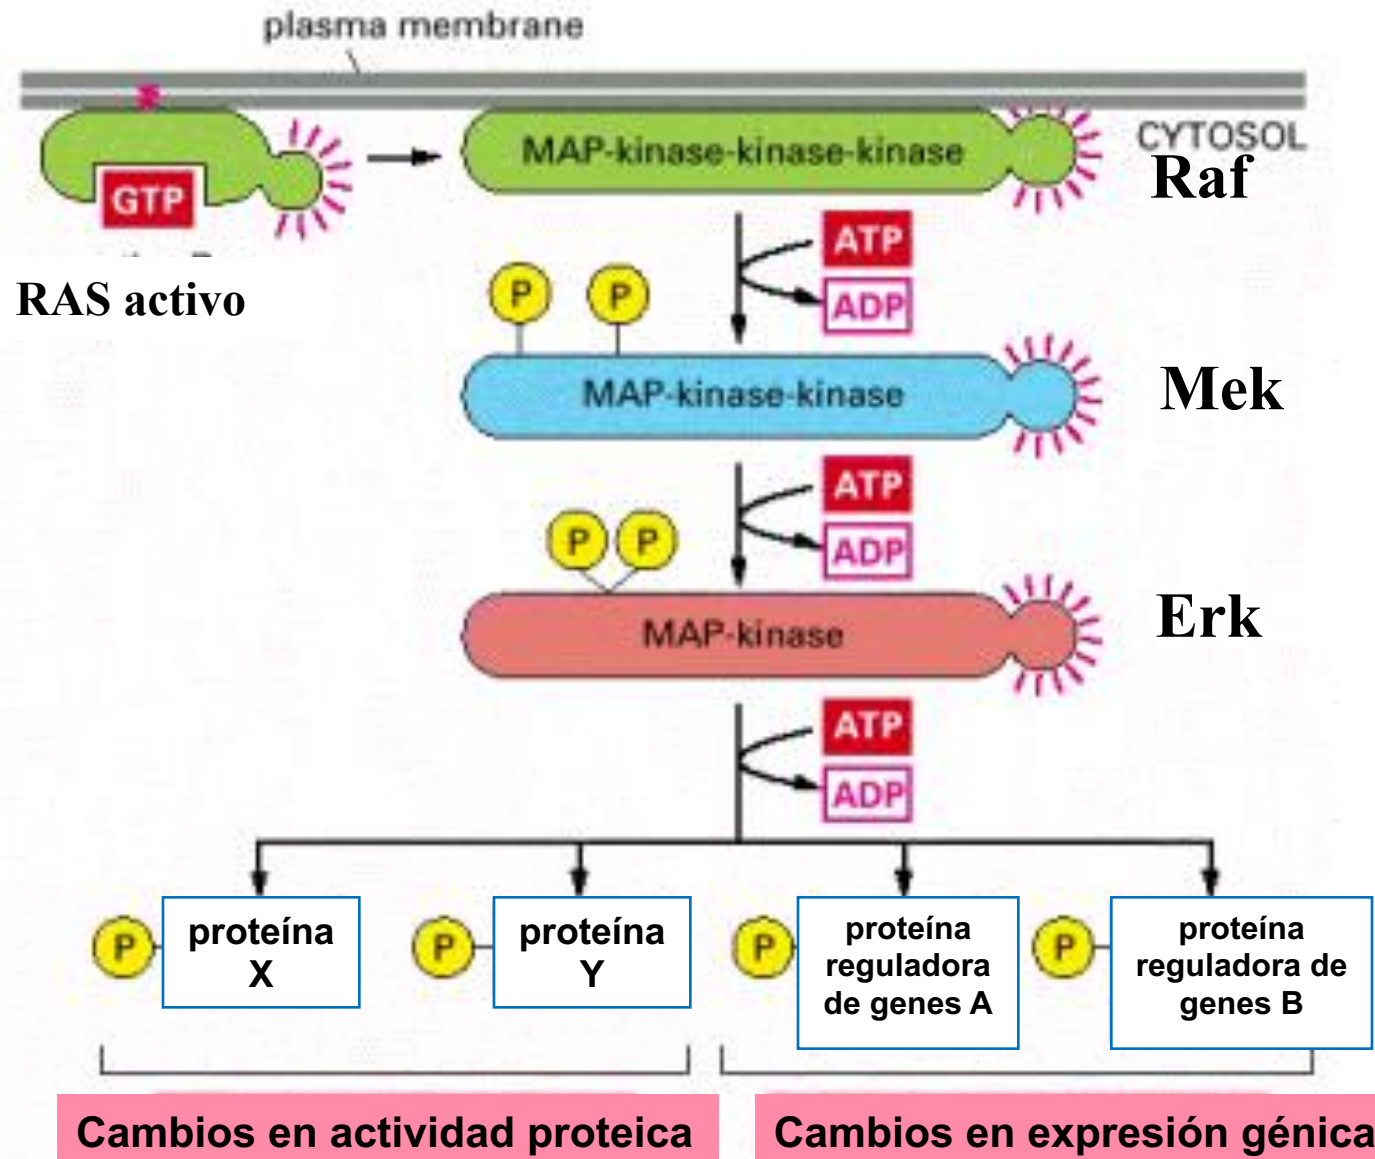 plasma membrane
CYTOSOL
MAP-kinase-kinase-kinase
Raf
GTP
RAS activo
ATP
ADP
P
P
MAP-kinase-kinase
Mek
ATP
ADP
P
P
MAP-kinase
Erk
ATP
ADP
P
proteína
X
P
proteína
Y
P
proteína
reguladora
de genes A
P
proteína
reguladora de
genes B
Cambios en actividad proteica
Cambios en expresión génica